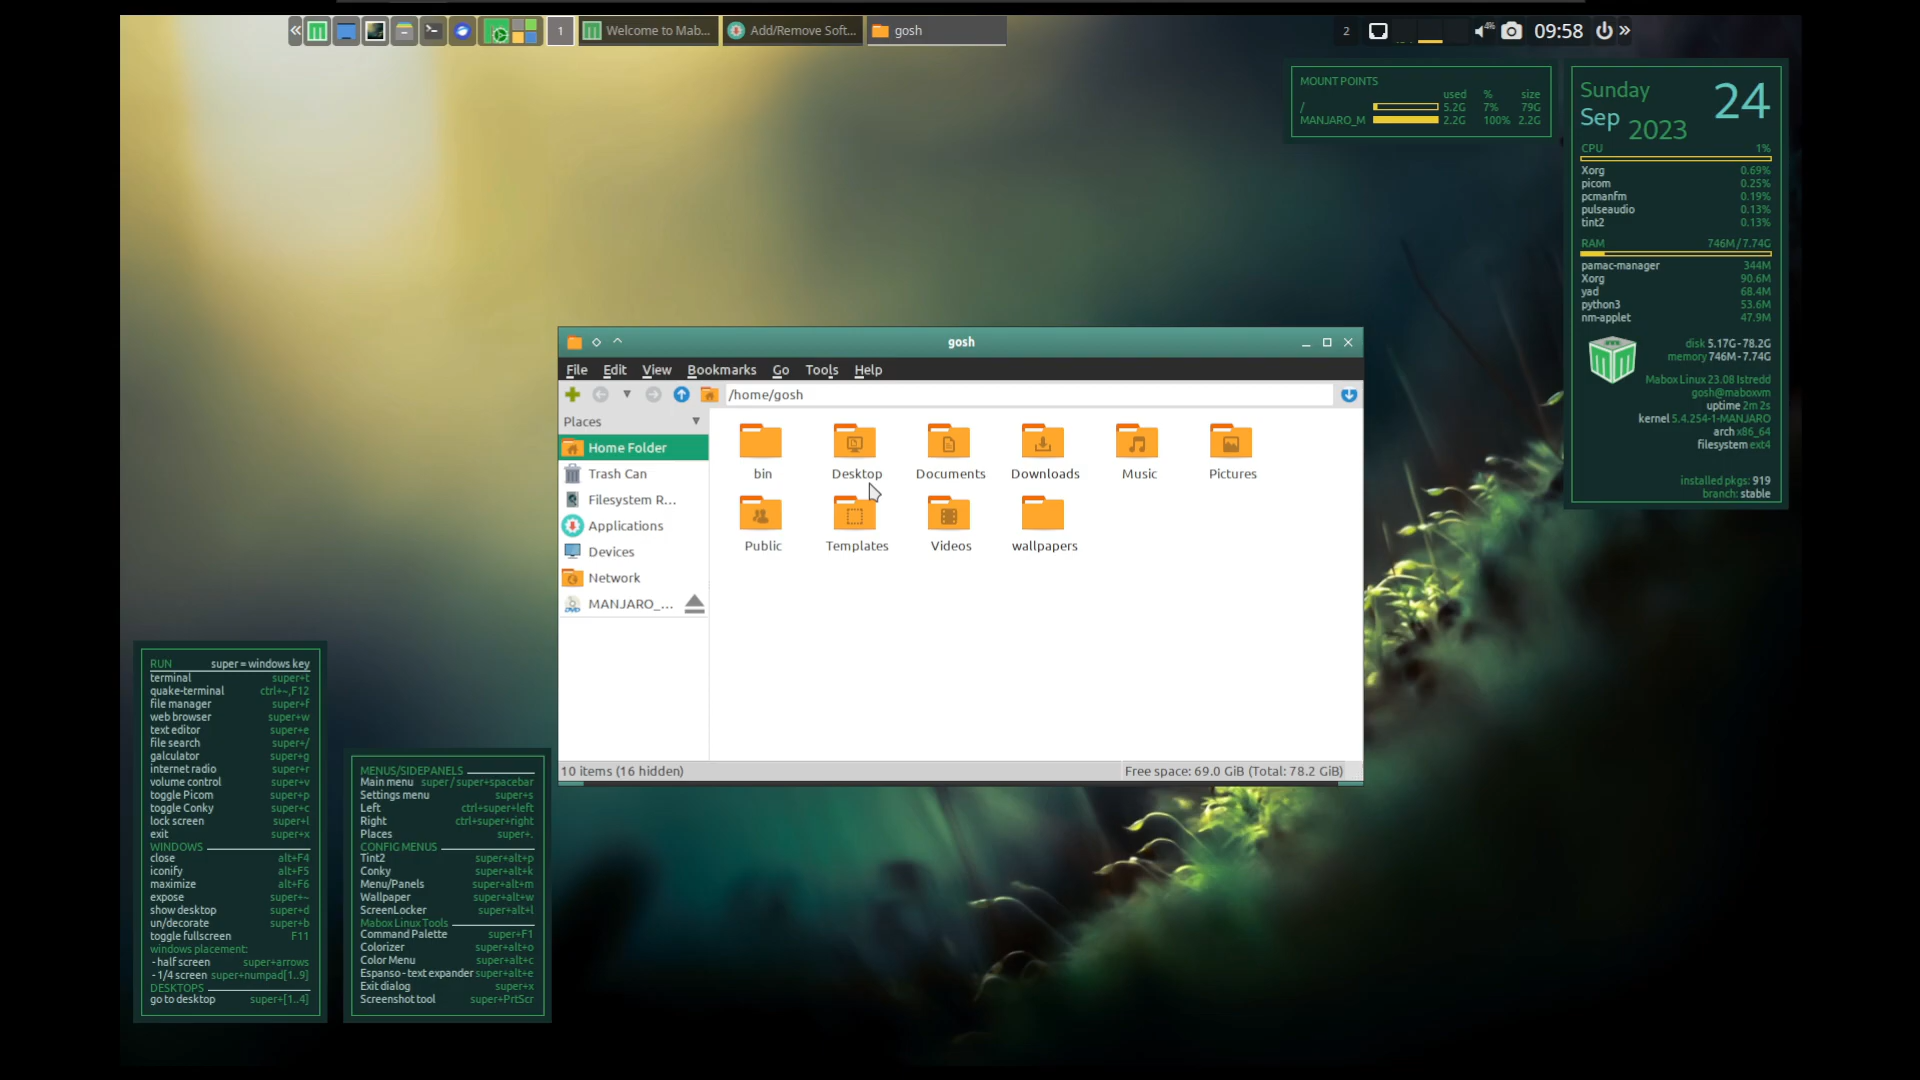 1
Welcome to Mab...
Add/Remove Soft...
gosh
2
4%
09:58
MOUNT POINTS
used % size
/ 5.2G 7% 79G
MANJARO_M 2.2G 100% 2.2G
Sunday 24
Sep 2023
CPU 1%
Xorg 0.69%
picom 0.25%
pcmanfm 0.19%
pulseaudio 0.13%
tint2 0.13%
RAM 746M / 7.74G
pamac-manager 344M
Xorg 90.6M
yad 68.4M
python3 53.6M
nm-applet 47.9M
disk 5.17G - 78.2G
memory 746M - 7.74G
Mabox Linux 23.08 Istredd
gosh@maboxvm
uptime 2m 2s
kernel 5.4.254-1-MANJARO
arch x86_64
filesystem ext4
installed pkgs: 919
branch: stable
gosh
File Edit View Bookmarks Go Tools Help
/home/gosh
Places
Home Folder
Trash Can
Filesystem R...
Applications
Devices
Network
MANJARO_...
bin Desktop Documents Downloads Music Pictures
Public Templates Videos wallpapers
10 items (16 hidden) Free space: 69.0 GiB (Total: 78.2 GiB)
RUN super = windows key
terminal super+t
quake-terminal ctrl+~,F12
file manager super+f
web browser super+w
text editor super+e
file search super+/
galculator super+g
internet radio super+r
volume control super+v
toggle Picom super+p
toggle Conky super+c
lock screen super+l
exit super+x
WINDOWS
close alt+F4
iconify alt+F5
maximize alt+F6
expose super+~
show desktop super+d
un/decorate super+b
toggle fullscreen F11
windows placement:
- half screen super+arrows
- 1/4 screen super+numpad[1..9]
DESKTOPS
go to desktop super+[1..4]
MENUS/SIDEPANELS
Main menu super / super+spacebar
Settings menu super+s
Left ctrl+super+left
Right ctrl+super+right
Places super+.
CONFIG MENUS
Tint2 super+alt+p
Conky super+alt+k
Menu/Panels super+alt+m
Wallpaper super+alt+w
ScreenLocker super+alt+l
Mabox Linux Tools
Command Palette super+F1
Colorizer super+alt+o
Color Menu super+alt+c
Espanso - text expander super+alt+e
Exit dialog super+x
Screenshot tool super+PrtScr